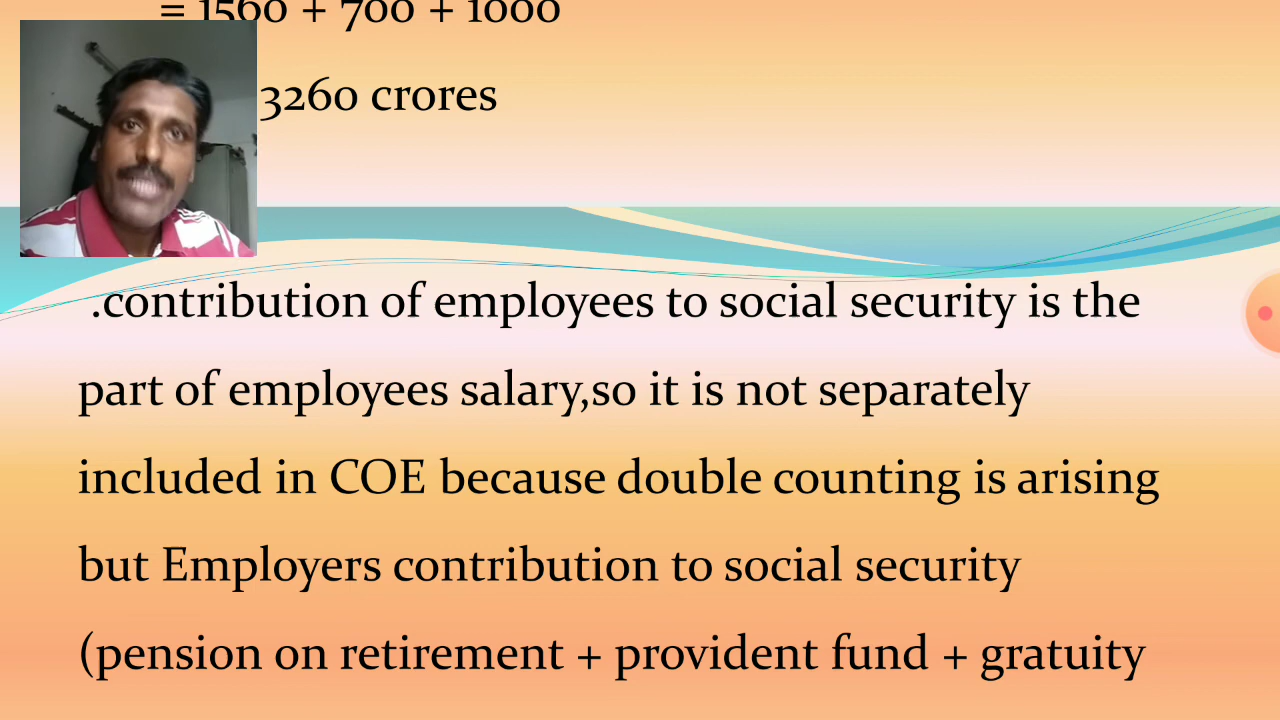 = 1560 + 700 + 1000
3260 crores
.contribution of employees to social security is the
part of employees salary,so it is not separately
included in COE because double counting is arising
but Employers contribution to social security
(pension on retirement + provident fund + gratuity